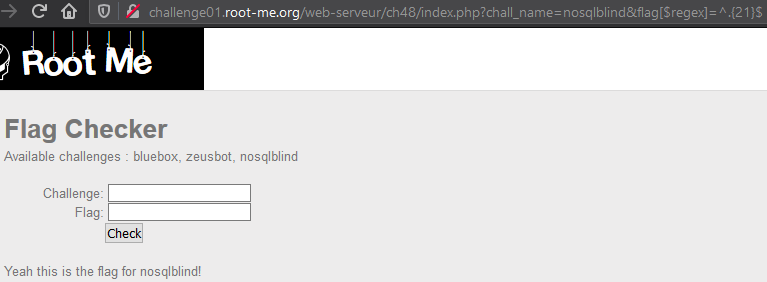 challenge01.root-me.org/web-serveur/ch48/index.php?chall_name=nosqlblind&flag[$regex]=^.{21}$
Root Me
Flag Checker
Available challenges : bluebox, zeusbot, nosqlblind
Challenge:
Flag:
Check
Yeah this is the flag for nosqlblind!